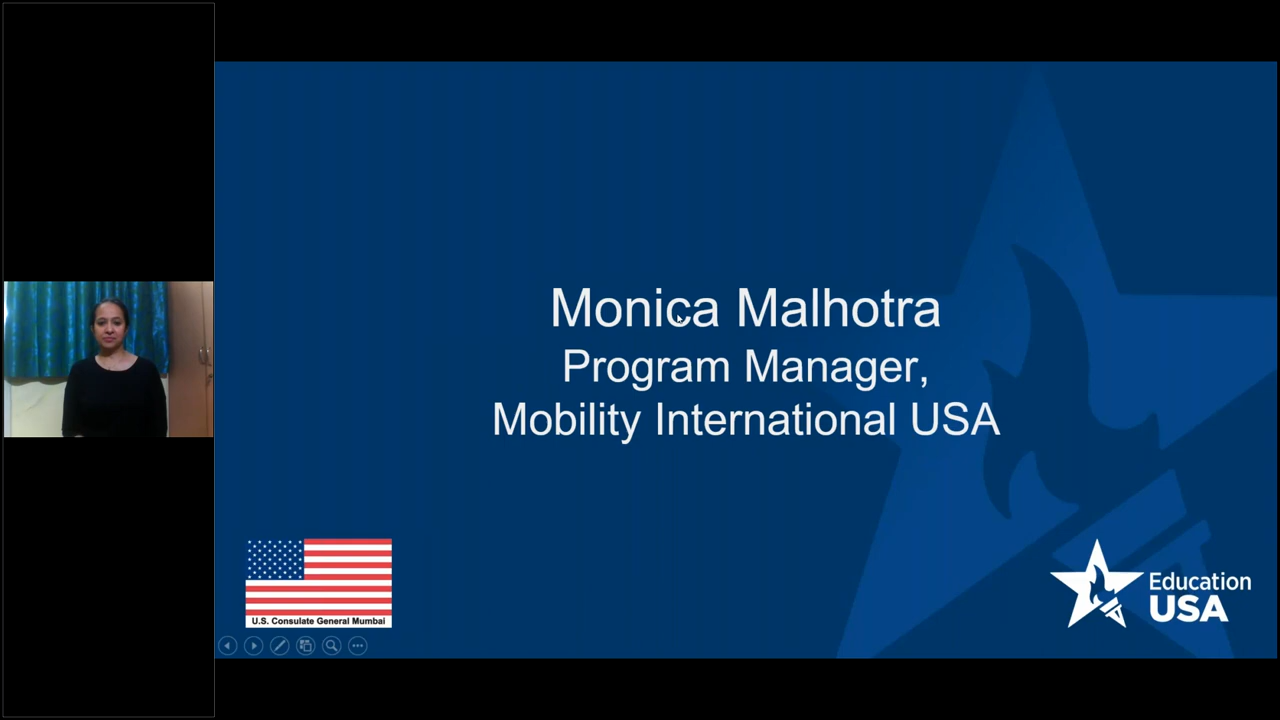 Monica Malhotra
Program Manager,
Mobility International USA
U.S. Consulate General Mumbai
Education
USA